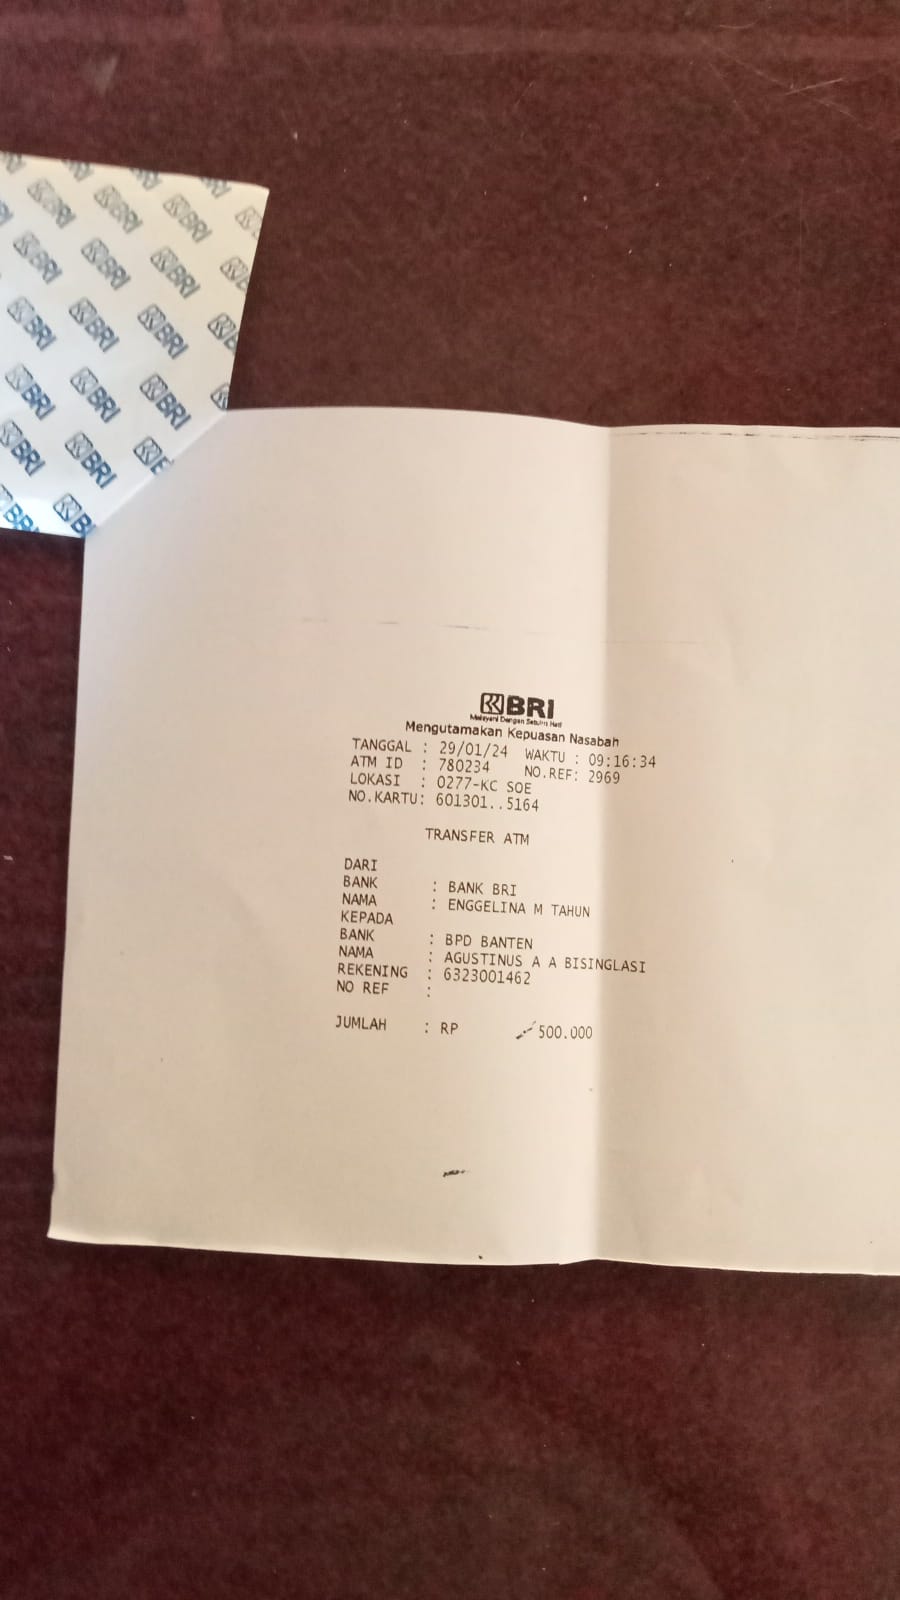 BRI
Melayani Dengan Setulus Hati
Mengutamakan Kepuasan Nasabah
TANGGAL : 29/01/24 WAKTU : 09:16:34
ATM ID : 780234 NO.REF: 2969
LOKASI : 0277-KC SOE
NO.KARTU: 601301..5164
TRANSFER ATM
DARI
BANK : BANK BRI
NAMA : ENGGELINA M TAHUN
KEPADA
BANK : BPD BANTEN
NAMA : AGUSTINUS A A BISINGLASI
REKENING : 6323001462
NO REF :
JUMLAH : RP 500.000